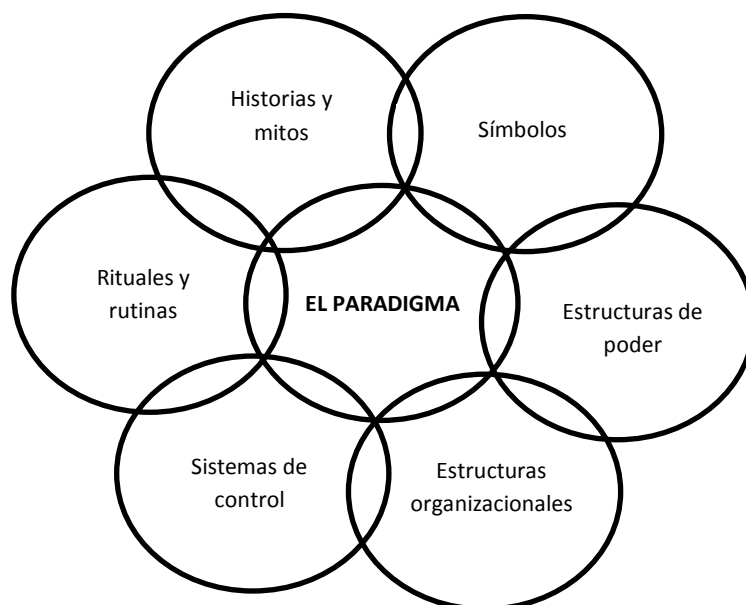 Historias y
mitos
Símbolos
Rituales y
rutinas
EL PARADIGMA
Estructuras de
poder
Sistemas de
control
Estructuras
organizacionales